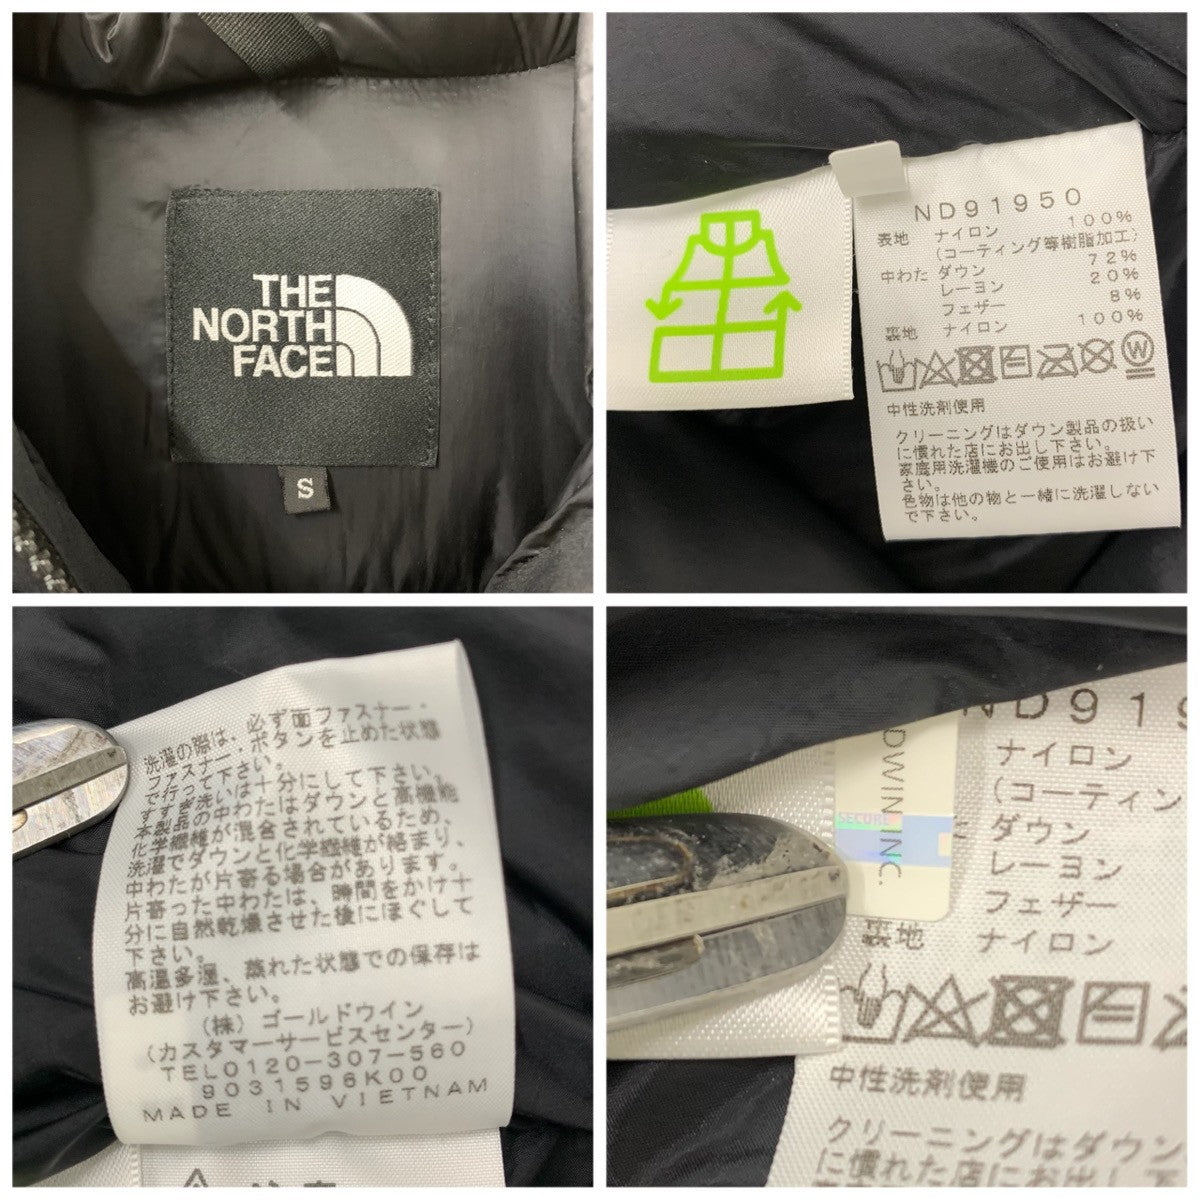 THE
NORTH
FACE
S
ND91950
表地 ナイロン 100%
(コーティング等樹脂加工)
中わた ダウン 72%
レーヨン 20%
フェザー 8%
裏地 ナイロン 100%
W
中性洗剤使用
クリーニングはダウン製品の扱い
に慣れた店にお出し下さい。
家庭用洗濯機のご使用はお避け下
さい。
色物は他の物と一緒に洗濯しない
で下さい。
洗濯の際は、必ず面ファスナー・
ファスナー・ボタンを止めた状態
で行って下さい。
すすぎ洗いは十分にして下さい。
本製品の中わたはダウンと高機能
化学繊維が混合されているため、
洗濯でダウンと化学繊維が絡まり、
中わたが片寄る場合があります。
片寄った中わたは、時間をかけ十
分に自然乾燥させた後にほぐして
下さい。
高温多湿、蒸れた状態での保存は
お避け下さい。
(株)ゴールドウイン
(カスタマーサービスセンター)
TEL0120-307-560
9031596K00
MADE IN VIETNAM
ND919
ナイロン
(コーティン
ダウン
レーヨン
フェザー
裏地 ナイロン
SECURE
DWIN INC.
中性洗剤使用
クリーニングはダウン
に慣れた店にお出し下